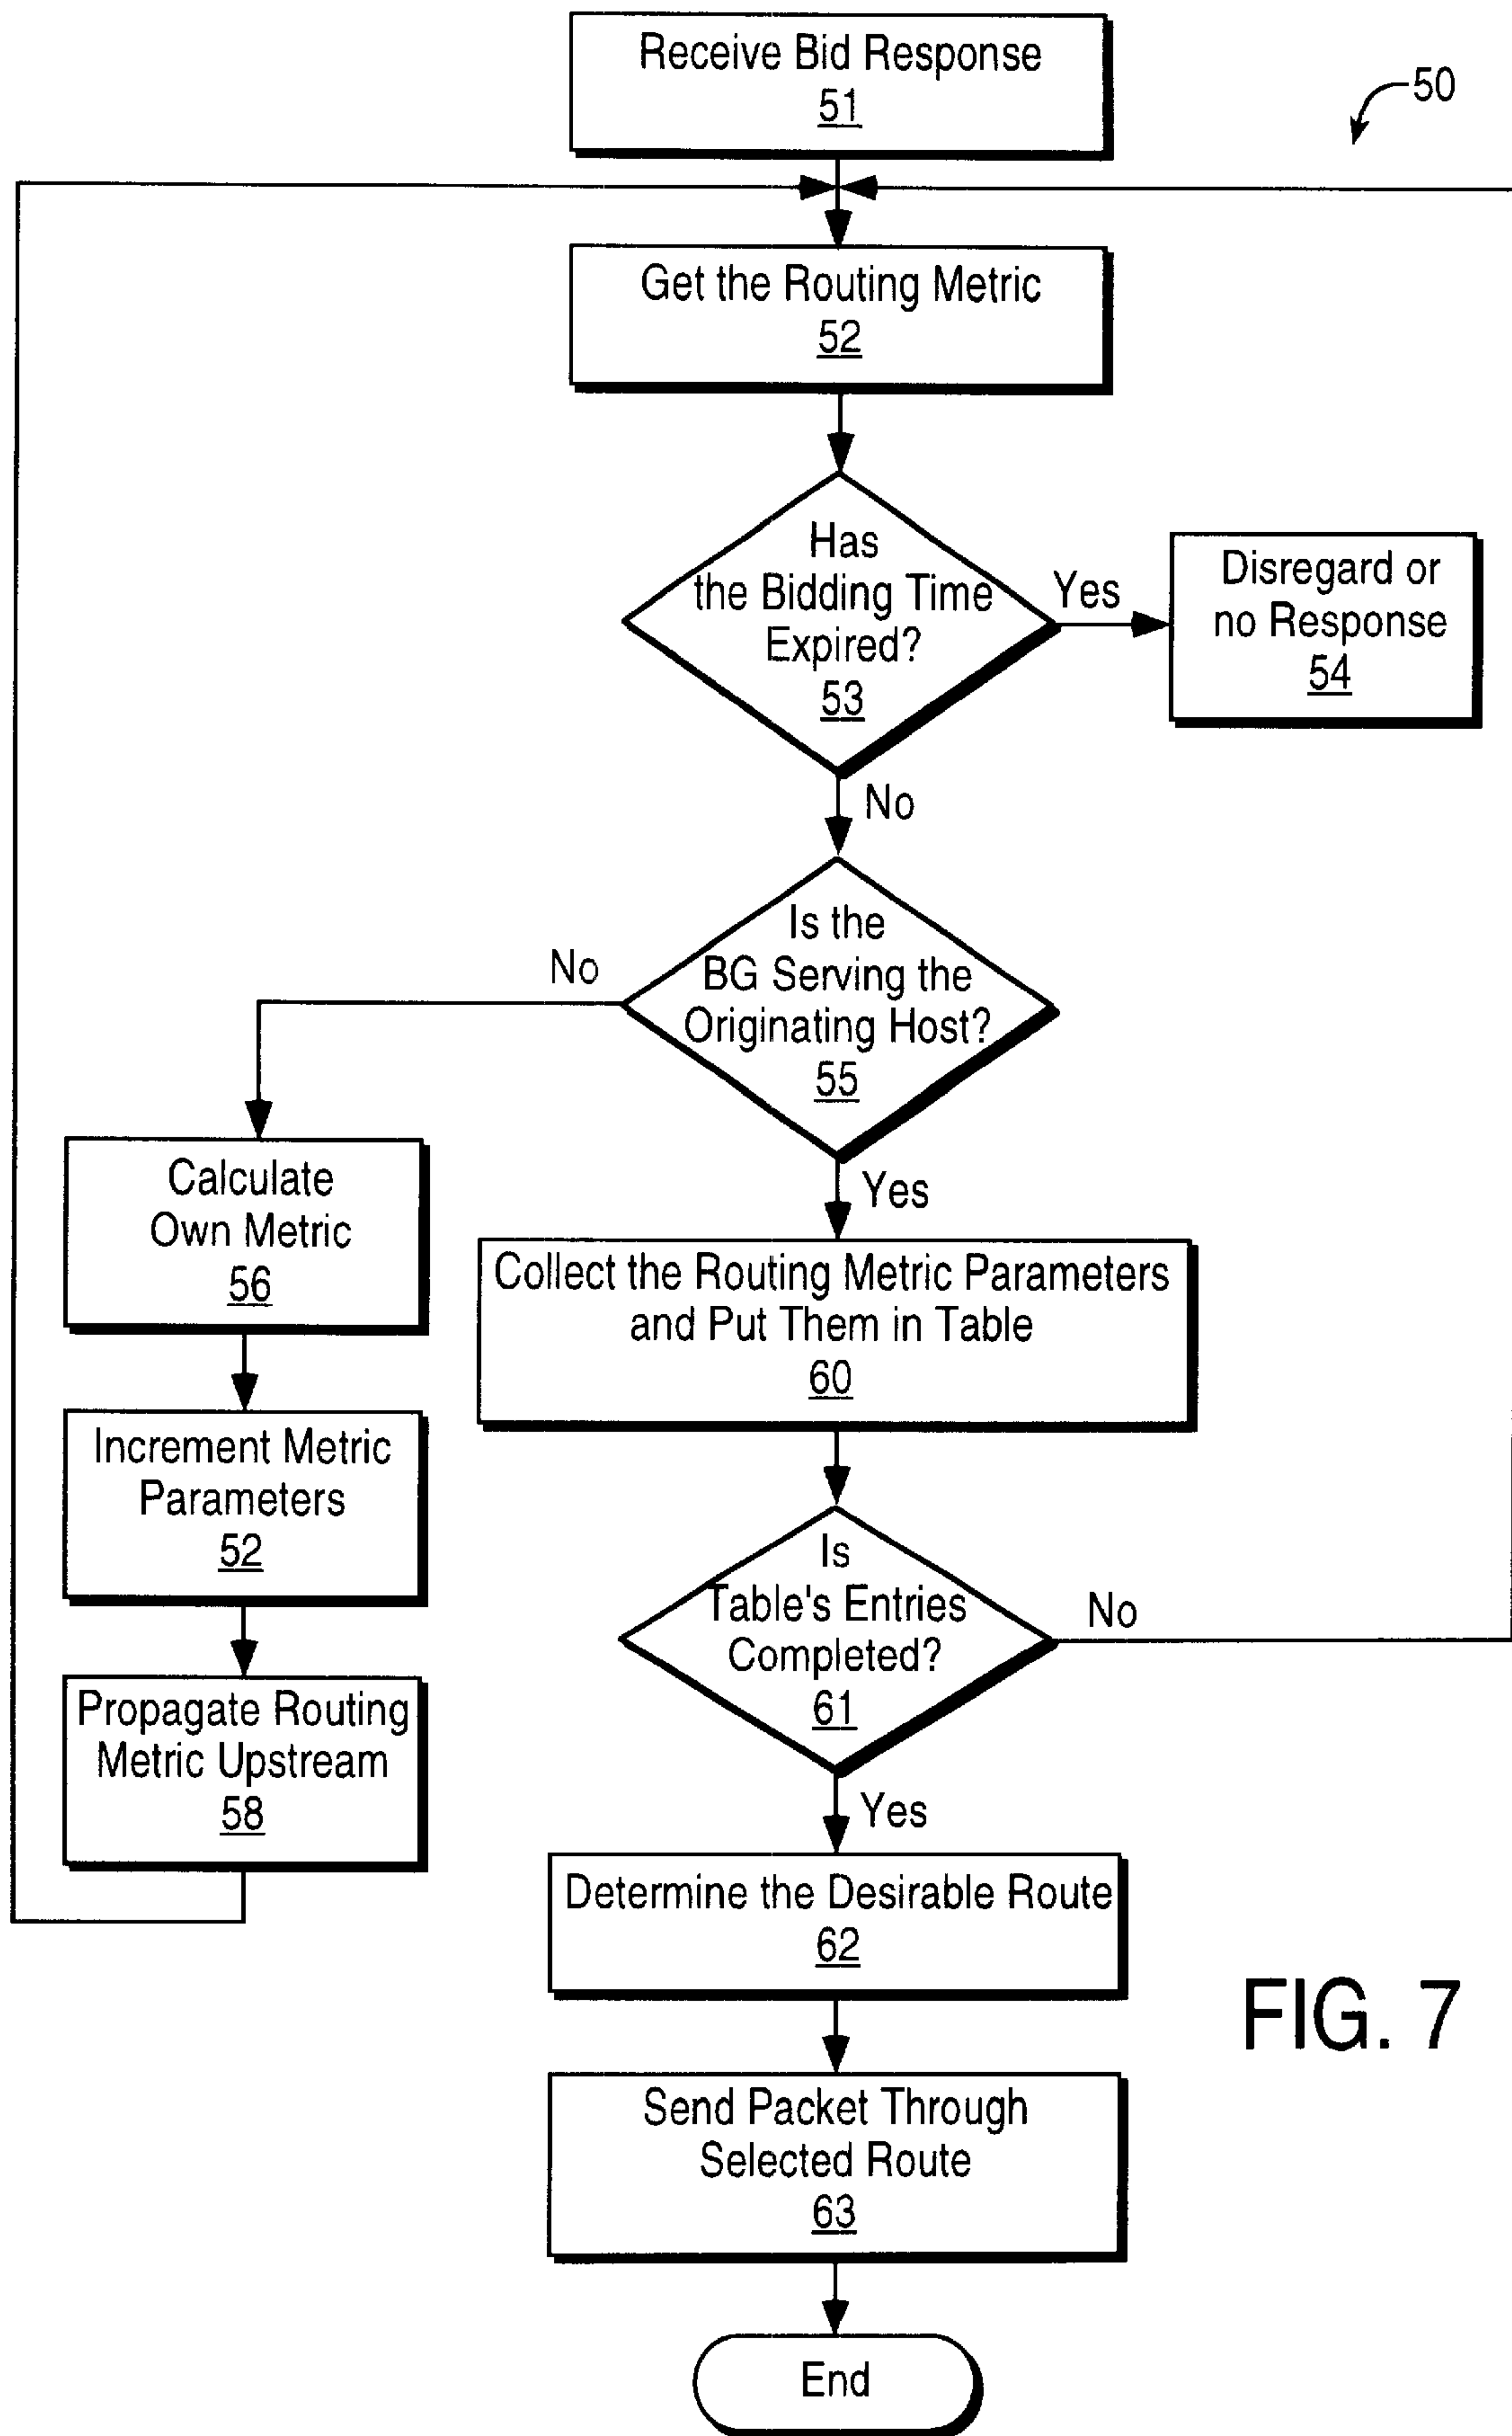 Receive Bid Response
51
50
Get the Routing Metric
52
Has
the Bidding Time
Expired?
53
Yes
Disregard or
no Response
54
No
Is the
BG Serving the
Originating Host?
55
No
Calculate
Own Metric
56
Yes
Collect the Routing Metric Parameters
and Put Them in Table
60
Increment Metric
Parameters
52
Is
Table's Entries
Completed?
61
No
Propagate Routing
Metric Upstream
58
Yes
Determine the Desirable Route
62
FIG. 7
Send Packet Through
Selected Route
63
End